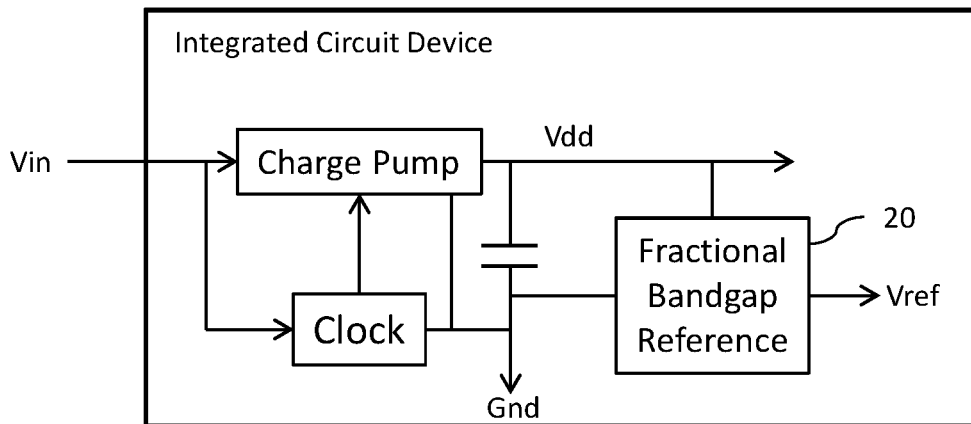 Integrated Circuit Device
Vin
Charge Pump
Vdd
20
Fractional
Bandgap
Reference
Vref
Clock
Gnd